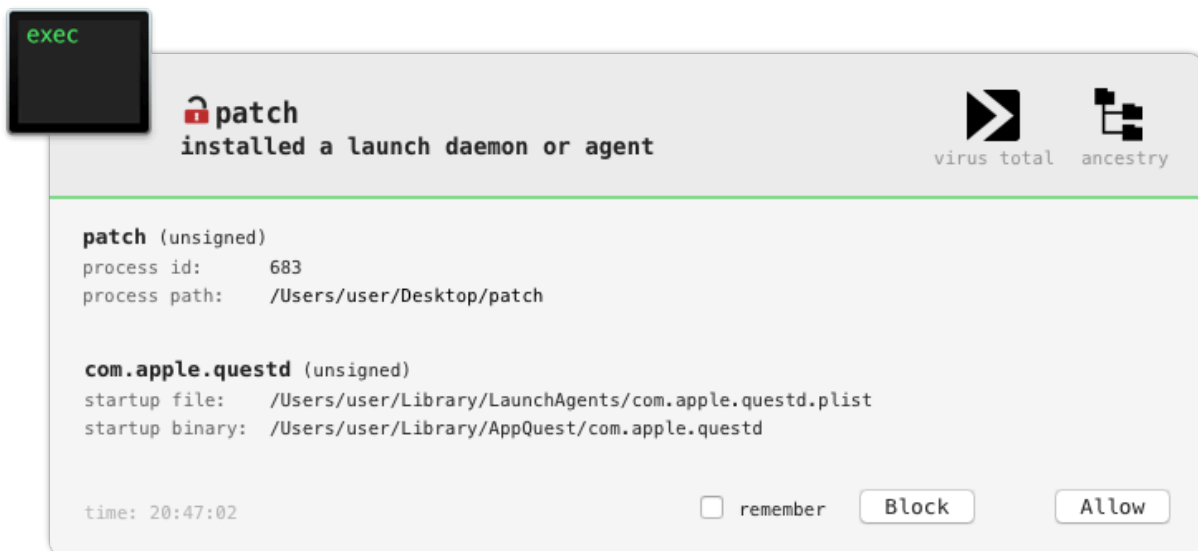 exec
patch
installed a launch daemon or agent
virus total
ancestry
patch (unsigned)
process id: 683
process path: /Users/user/Desktop/patch
com.apple.questd (unsigned)
startup file: /Users/user/Library/LaunchAgents/com.apple.questd.plist
startup binary: /Users/user/Library/AppQuest/com.apple.questd
time: 20:47:02
remember
Block
Allow